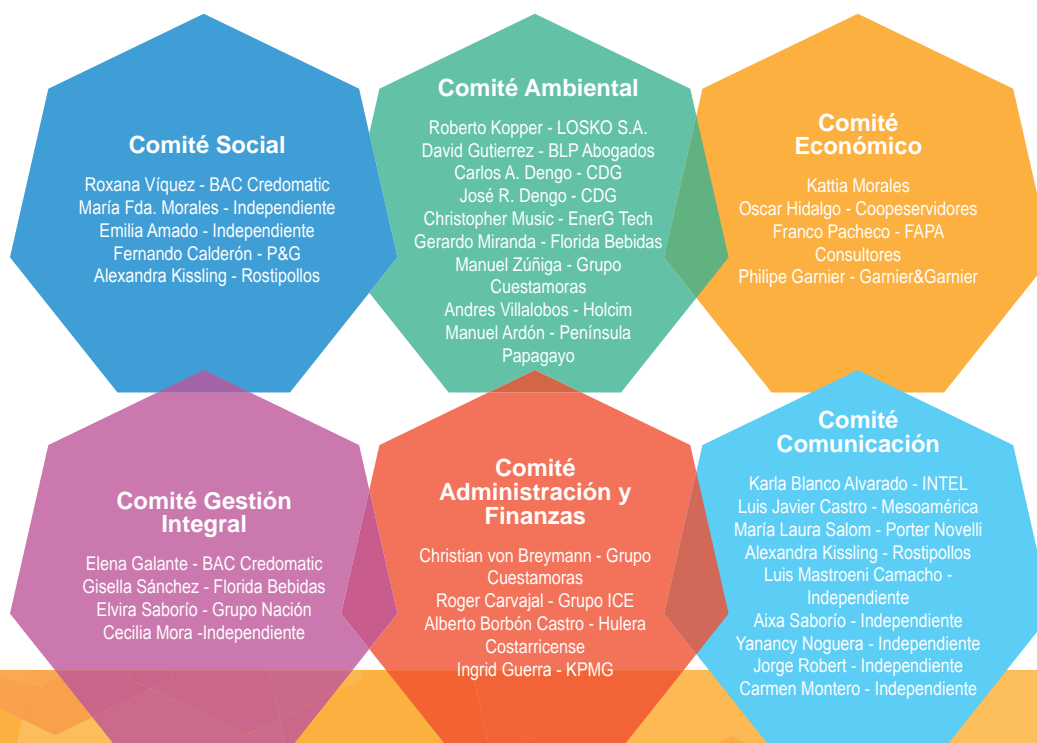 Comité Social
Roxana Víquez - BAC Credomatic
María Fda. Morales - Independiente
Emilia Amado - Independiente
Fernando Calderón - P&G
Alexandra Kissling - Rostipollos
Comité Ambiental
Roberto Kopper - LOSKO S.A.
David Gutierrez - BLP Abogados
Carlos A. Dengo - CDG
José R. Dengo - CDG
Christopher Music - EnerG Tech
Gerardo Miranda - Florida Bebidas
Manuel Zúñiga - Grupo
Cuestamoras
Andres Villalobos - Holcim
Manuel Ardón - Península
Papagayo
Comité
Económico
Kattia Morales
Oscar Hidalgo - Coopeservidores
Franco Pacheco - FAPA
Consultores
Philipe Garnier - Garnier&Garnier
Comité Gestión
Integral
Elena Galante - BAC Credomatic
Gisella Sánchez - Florida Bebidas
Elvira Saborío - Grupo Nación
Cecilia Mora -Independiente
Comité
Administración y
Finanzas
Christian von Breymann - Grupo
Cuestamoras
Roger Carvajal - Grupo ICE
Alberto Borbón Castro - Hulera
Costarricense
Ingrid Guerra - KPMG
Comité
Comunicación
Karla Blanco Alvarado - INTEL
Luis Javier Castro - Mesoamérica
María Laura Salom - Porter Novelli
Alexandra Kissling - Rostipollos
Luis Mastroeni Camacho -
Independiente
Aixa Saborío - Independiente
Yanancy Noguera - Independiente
Jorge Robert - Independiente
Carmen Montero - Independiente